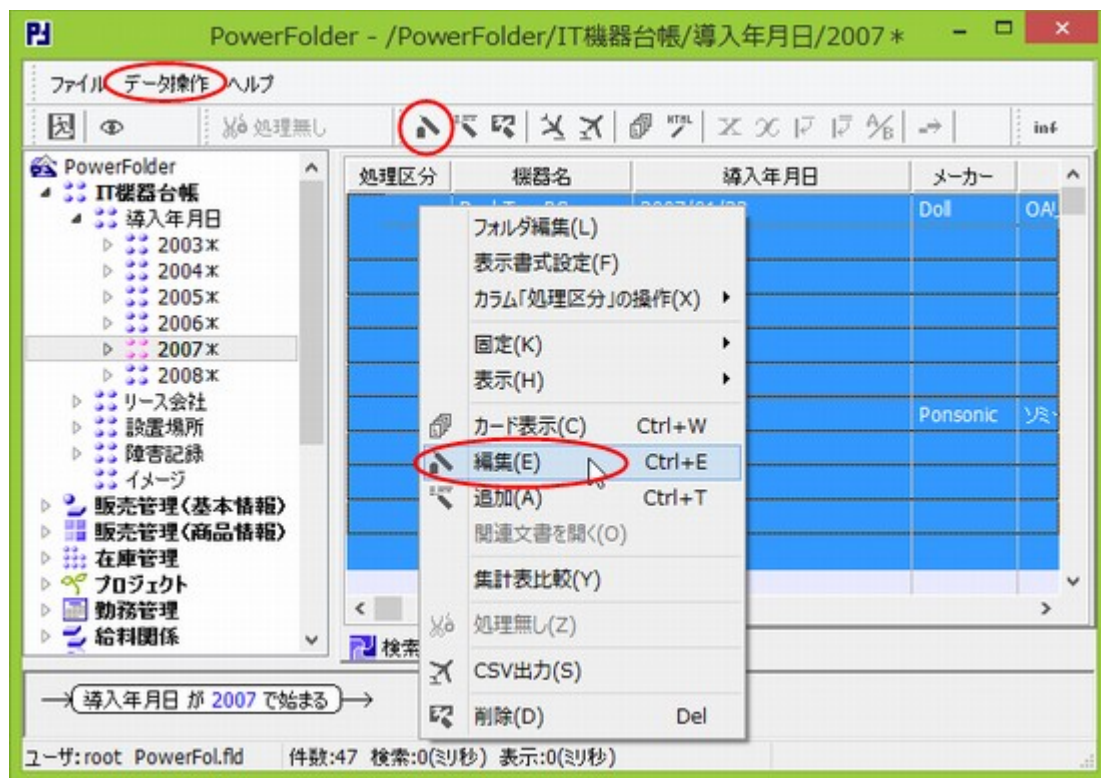 PowerFolder - /PowerFolder/IT機器台帳/導入年月日/2007*
ファイル データ操作 ヘルプ
処理無し HTML A/B inf
PowerFolder
IT機器台帳
導入年月日
2003*
2004*
2005*
2006*
2007*
2008*
リース会社
設置場所
障害記録
イメージ
販売管理(基本情報)
販売管理(商品情報)
在庫管理
プロジェクト
勤務管理
給料関係
処理区分 機器名 導入年月日 メーカー
Doll
Ponsonic
フォルダ編集(L)
表示書式設定(F)
カラム「処理区分」の操作(X)
固定(K)
表示(H)
カード表示(C) Ctrl+W
編集(E) Ctrl+E
追加(A) Ctrl+T
関連文書を開く(O)
集計表比較(Y)
処理無し(Z)
CSV出力(S)
削除(D) Del
検索
導入年月日 が 2007 で始まる
ユーザ:root PowerFol.fld 件数:47 検索:0(ミリ秒) 表示:0(ミリ秒)